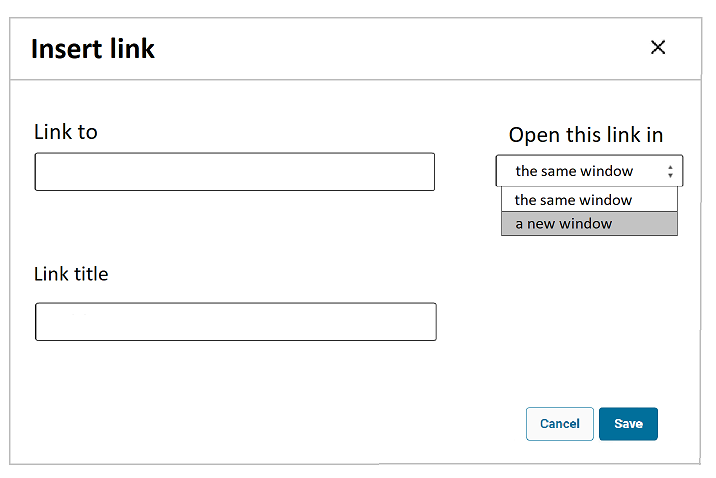 Insert link
Link to
Open this link in
the same window
the same window
a new window
Link title
Cancel
Save